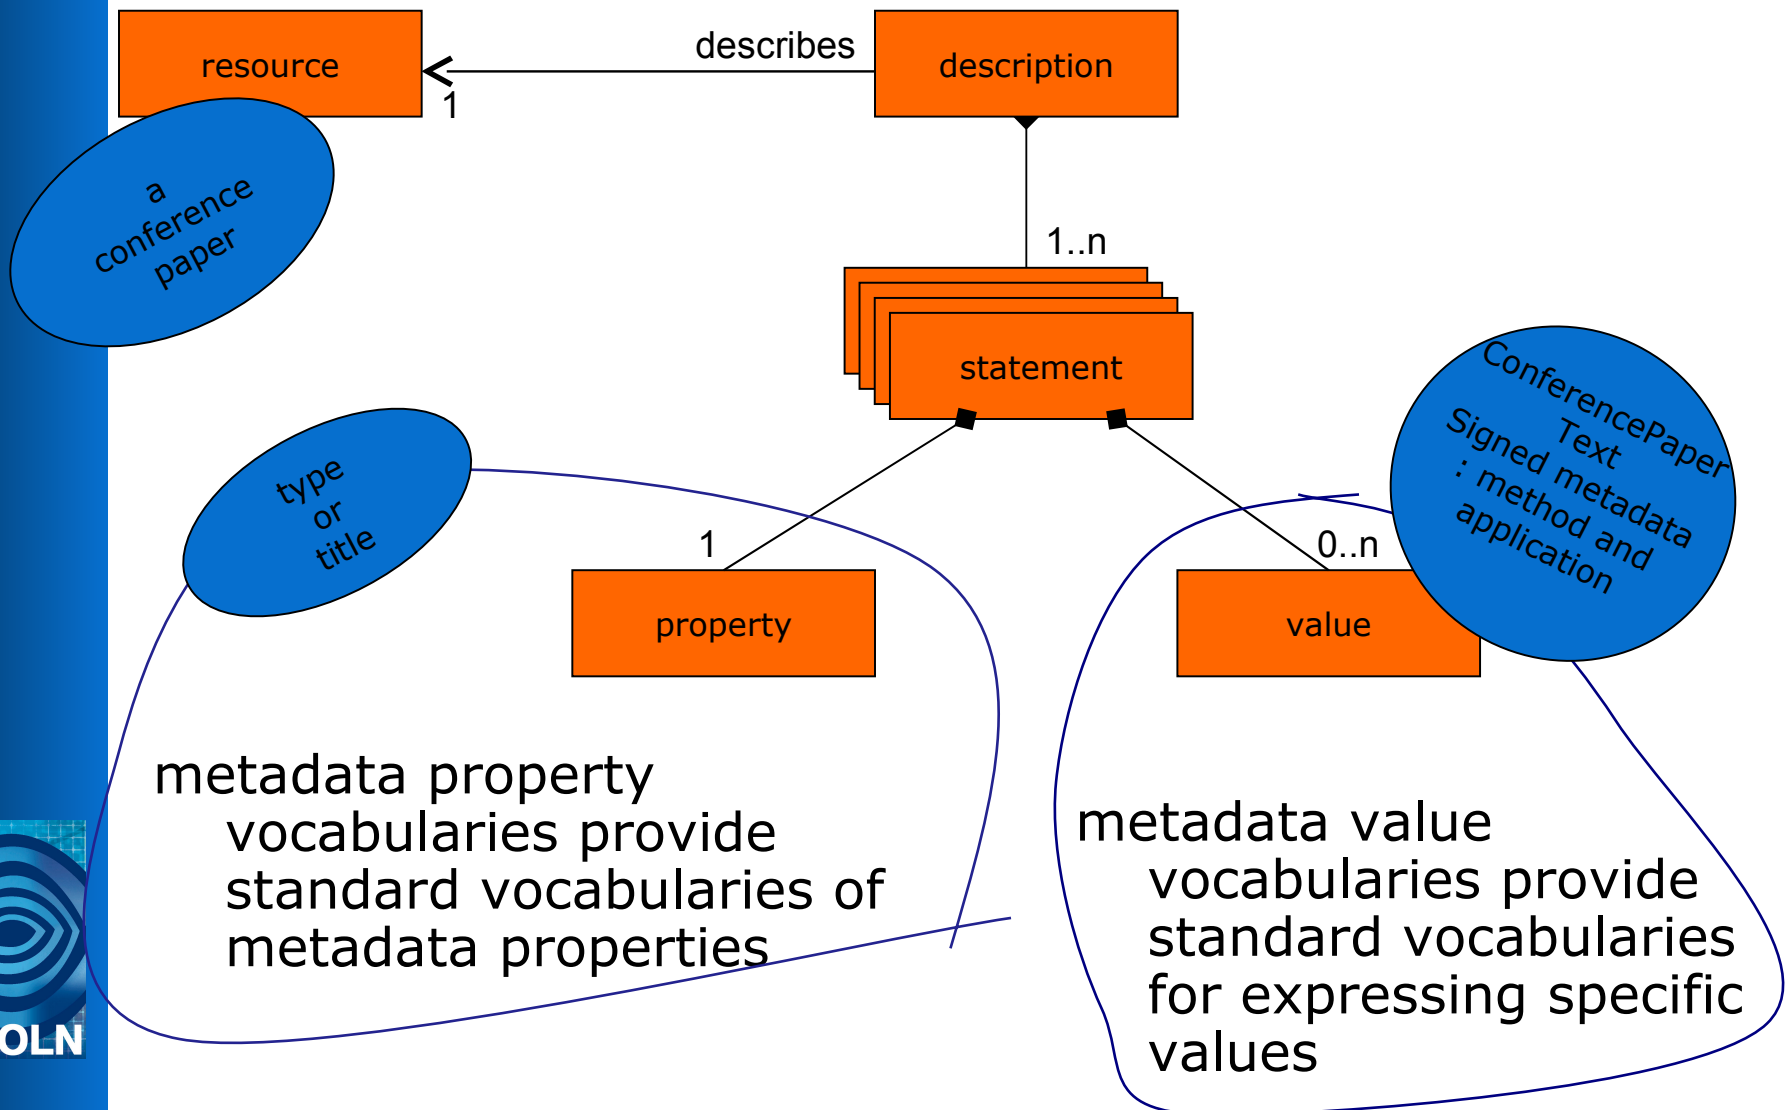 resource
describes
description
1
a
conference
paper
1..n
statement
ConferencePaper
Text
Signed metadata
: method and
application
type
or
title
1
0..n
property
value
metadata property
vocabularies provide
standard vocabularies of
metadata properties
metadata value
vocabularies provide
standard vocabularies
for expressing specific
values
OLN